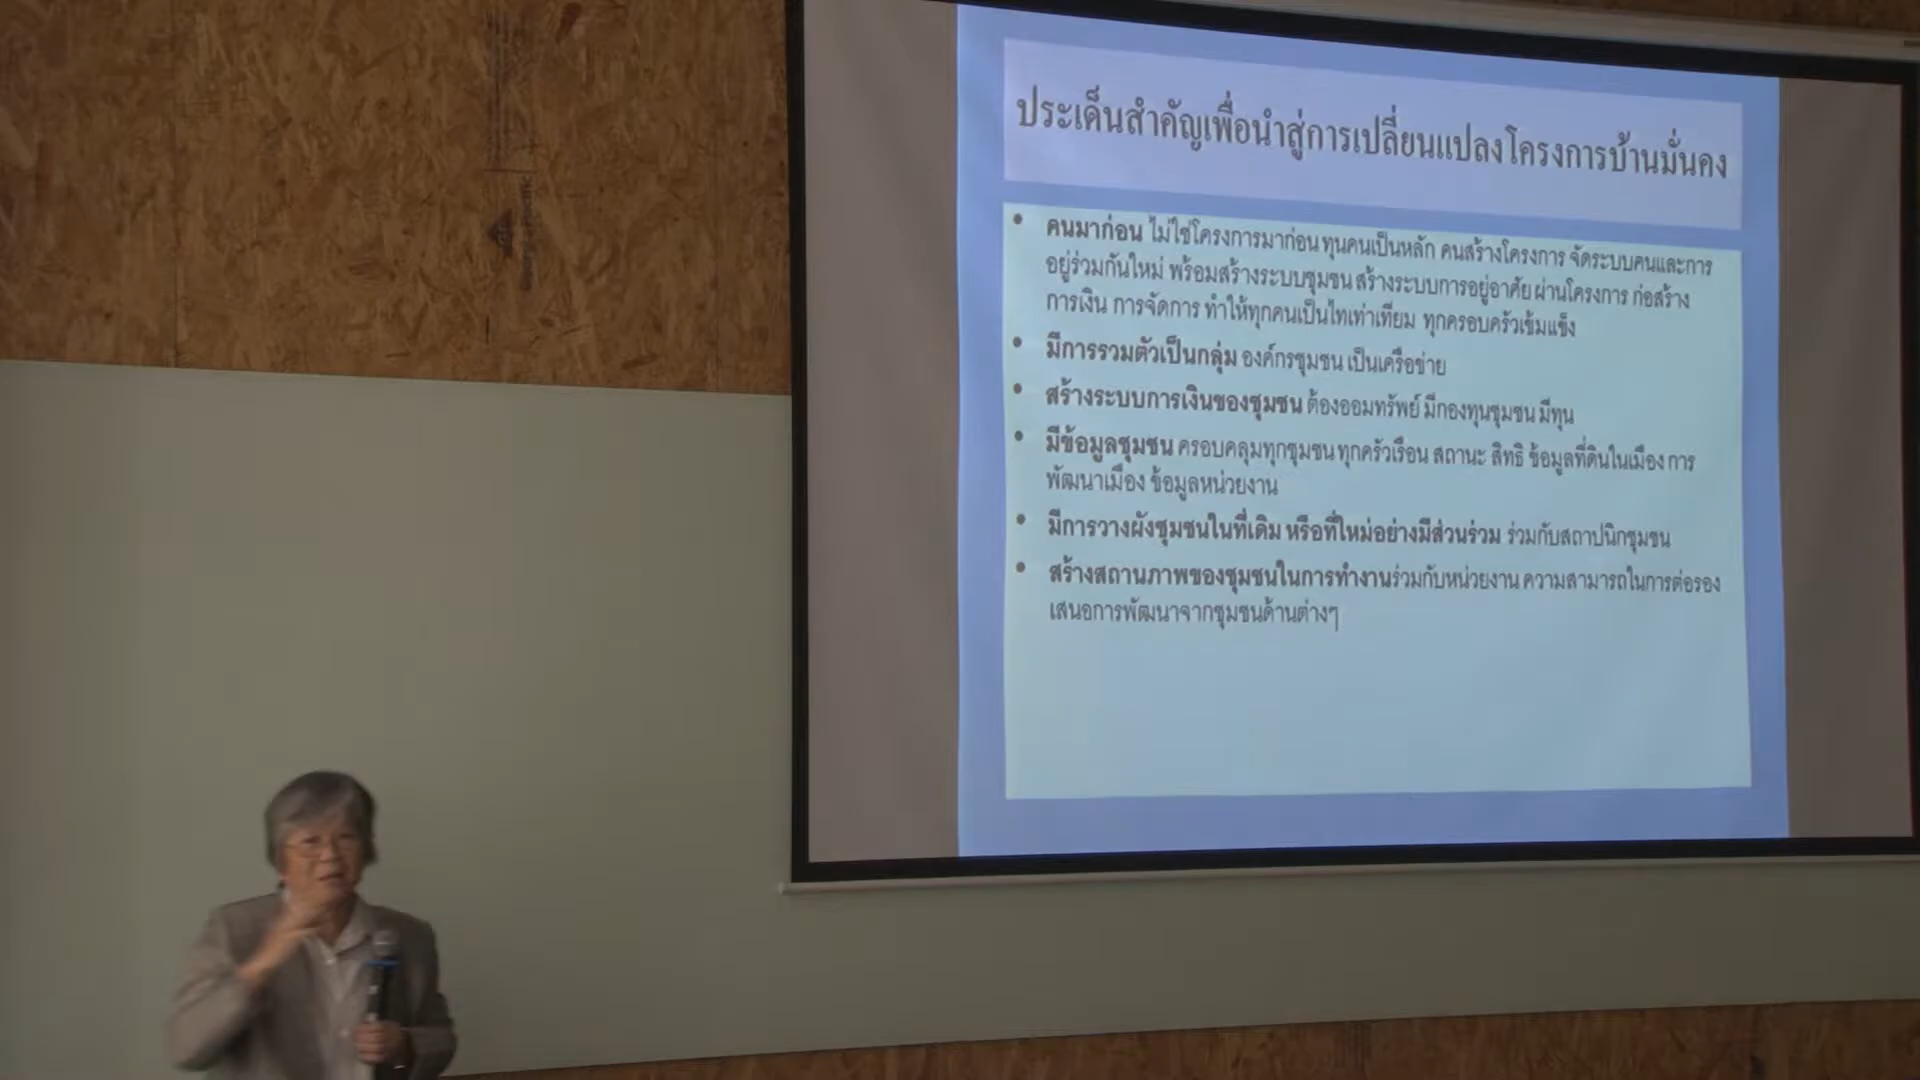 ประเด็นสำคัญเพื่อนำสู่การเปลี่ยนแปลงโครงการบ้านมั่นคง
• คนมาก่อน ไม่ใช่โครงการมาก่อน ทุนคนเป็นหลัก คนสร้างโครงการ จัดระบบคนและการ
อยู่ร่วมกันใหม่ พร้อมสร้างระบบชุมชน สร้างระบบการอยู่อาศัย ผ่านโครงการ ก่อสร้าง
การเงิน การจัดการ ทำให้ทุกคนเป็นไทเท่าเทียม ทุกครอบครัวเข้มแข็ง
• มีการรวมตัวเป็นกลุ่ม องค์กรชุมชน เป็นเครือข่าย
• สร้างระบบการเงินของชุมชน ต้องออมทรัพย์ มีกองทุนชุมชน มีทุน
• มีข้อมูลชุมชน ครอบคลุมทุกชุมชน ทุกครัวเรือน สถานะ สิทธิ ข้อมูลที่ดินในเมือง การ
พัฒนาเมือง ข้อมูลหน่วยงาน
• มีการวางผังชุมชนในที่เดิม หรือที่ใหม่อย่างมีส่วนร่วม ร่วมกับสถาปนิกชุมชน
• สร้างสถานภาพของชุมชนในการทำงานร่วมกับหน่วยงาน ความสามารถในการต่อรอง
เสนอการพัฒนาจากชุมชนด้านต่างๆ